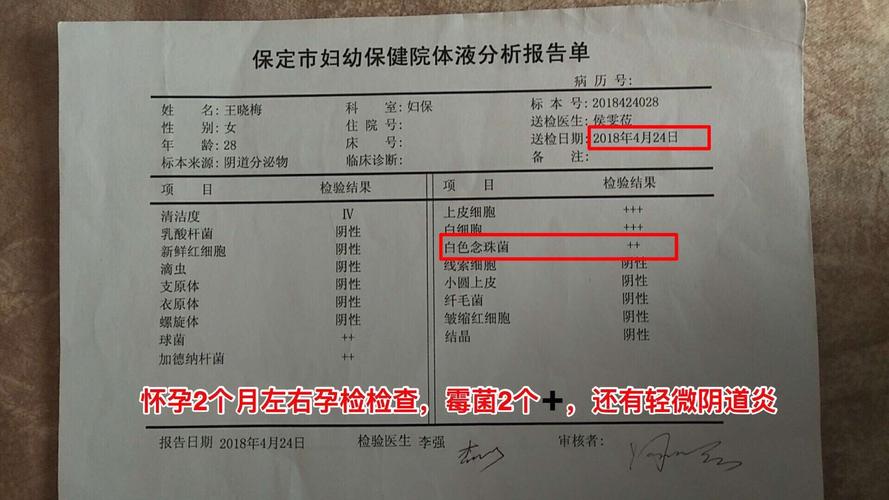 保定市妇幼保健院体液分析报告单
病 历 号:
姓 名: 王晓梅 科 室: 妇保 标 本 号: 2018424028
性 别: 女 住 院 号: 送检医生: 侯雯莅
年 龄: 28 床 号: 送检日期: 2018年4月24日
标本来源: 阴道分泌物 临床诊断: 备 注:
项 目 检验结果 项 目 检验结果
清洁度 Ⅳ 上皮细胞 +++
乳酸杆菌 阴性 白细胞 +++
新鲜红细胞 阴性 白色念珠菌 ++
滴虫 阴性 线索细胞 阴性
支原体 阴性 小圆上皮 阴性
衣原体 阴性 纤毛菌 阴性
螺旋体 阴性 皱缩红细胞 阴性
球菌 ++ 结晶 阴性
加德纳杆菌 ++
怀孕2个月左右孕检检查，霉菌2个➕，还有轻微阴道炎
报告日期 2018年4月24日 检验医生 李强 审核者: